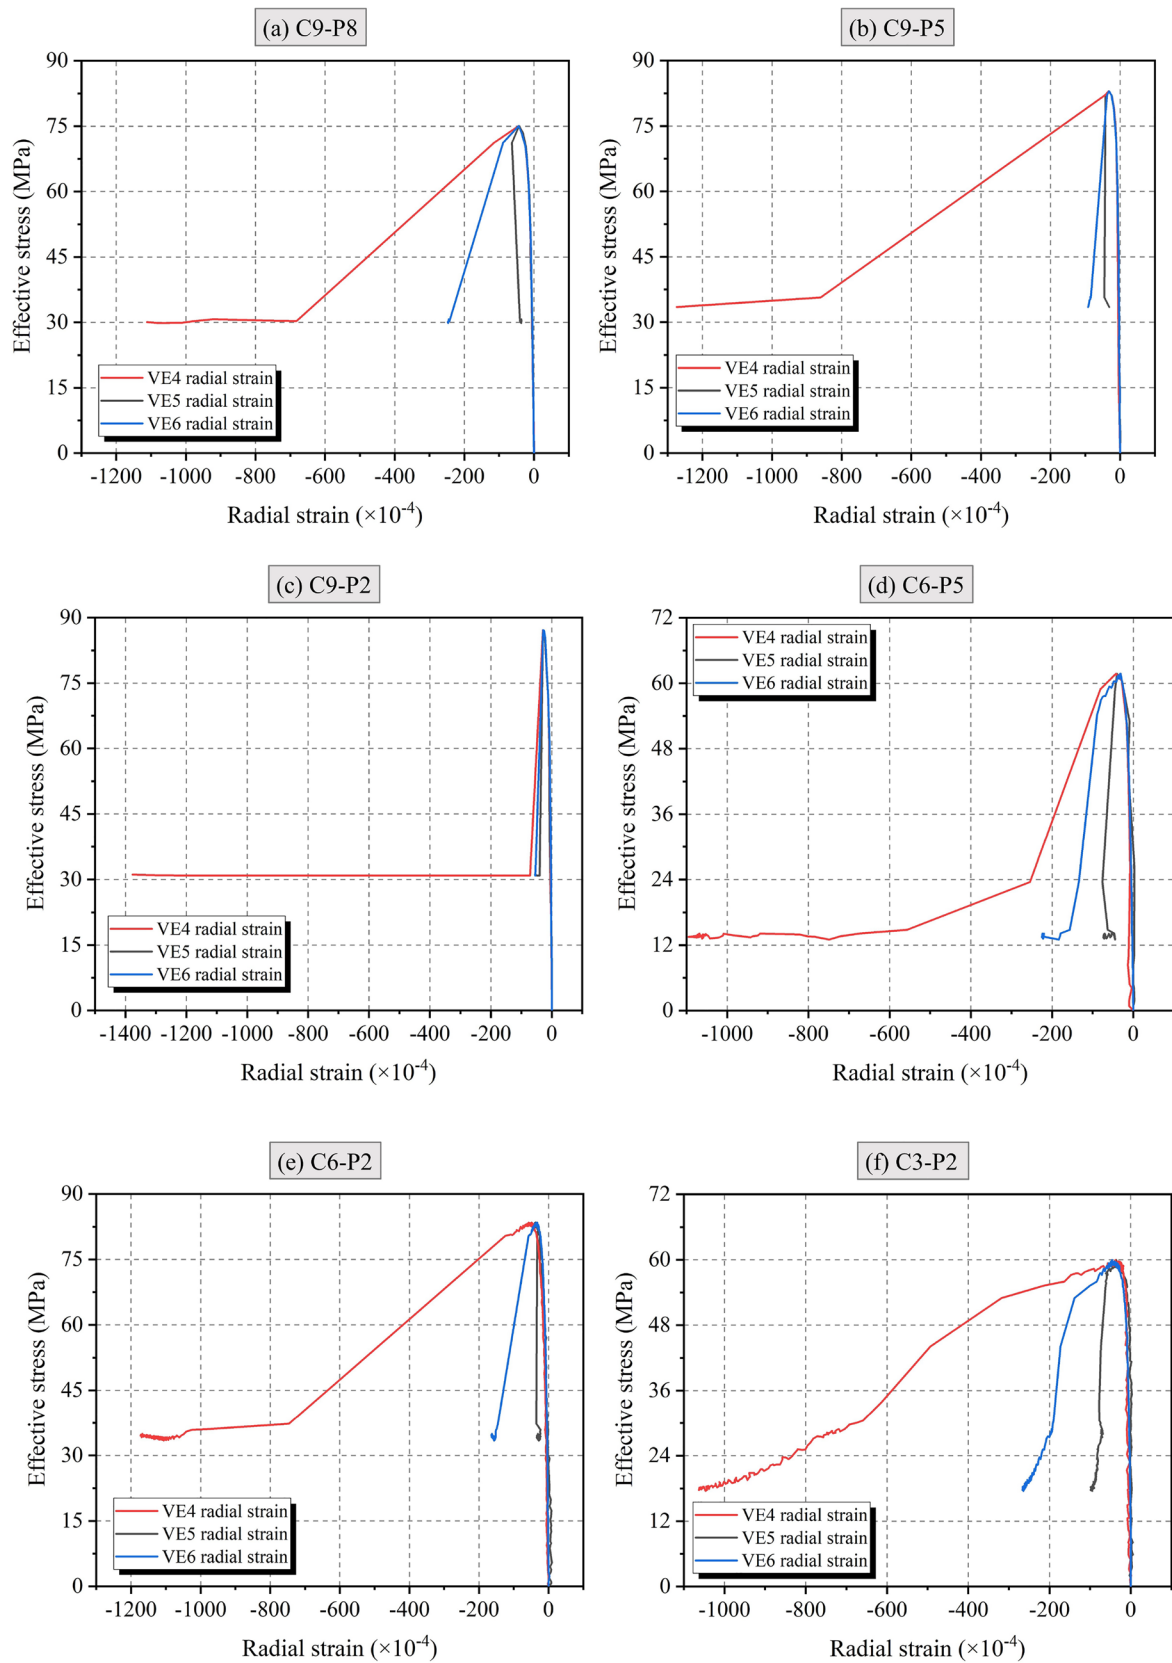 (a) C9-P8
90
75
60
45
30
15
0
Effective stress (MPa)
VE4 radial strain
VE5 radial strain
VE6 radial strain
-1200 -1000 -800 -600 -400 -200 0
Radial strain (×10-4)
(b) C9-P5
90
75
60
45
30
15
0
Effective stress (MPa)
VE4 radial strain
VE5 radial strain
VE6 radial strain
-1200 -1000 -800 -600 -400 -200 0
Radial strain (×10-4)
(c) C9-P2
90
75
60
45
30
15
0
Effective stress (MPa)
VE4 radial strain
VE5 radial strain
VE6 radial strain
-1400 -1200 -1000 -800 -600 -400 -200 0
Radial strain (×10-4)
(d) C6-P5
72
60
48
36
24
12
0
Effective stress (MPa)
VE4 radial strain
VE5 radial strain
VE6 radial strain
-1000 -800 -600 -400 -200 0
Radial strain (×10-4)
(e) C6-P2
90
75
60
45
30
15
0
Effective stress (MPa)
VE4 radial strain
VE5 radial strain
VE6 radial strain
-1200 -1000 -800 -600 -400 -200 0
Radial strain (×10-4)
(f) C3-P2
72
60
48
36
24
12
0
Effective stress (MPa)
VE4 radial strain
VE5 radial strain
VE6 radial strain
-1000 -800 -600 -400 -200 0
Radial strain (×10-4)